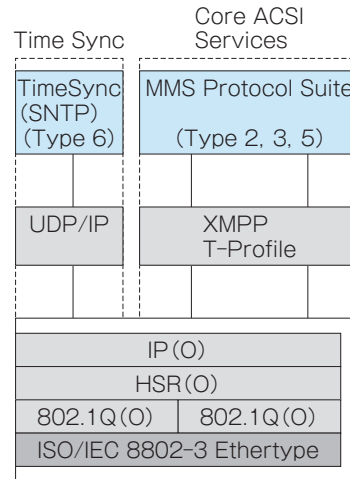 Time Sync
Core ACSI
Services
TimeSync
(SNTP)
(Type 6)
MMS Protocol Suite
(Type 2, 3, 5)
UDP/IP
XMPP
T-Profile
IP(O)
HSR(O)
802.1Q(O)
802.1Q(O)
ISO/IEC 8802-3 Ethertype